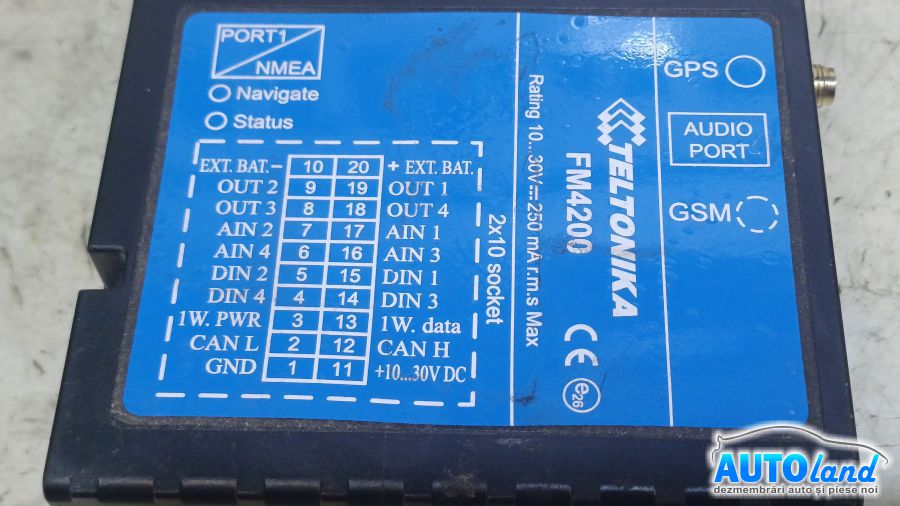 PORT1
NMEA
Navigate
Status
EXT. BAT. - 10 20 + EXT. BAT.
OUT 2 9 19 OUT 1
OUT 3 8 18 OUT 4
AIN 2 7 17 AIN 1
AIN 4 6 16 AIN 3
DIN 2 5 15 DIN 1
DIN 4 4 14 DIN 3
1W. PWR 3 13 1W. data
CAN L 2 12 CAN H
GND 1 11 +10...30V DC
2x10 socket
Rating 10...30V⎓250 mA r.m.s Max
TELTONIKA
FM4200
CE
e26
GPS
AUDIO
PORT
GSM
AUTOland
dezmembrări auto și piese noi